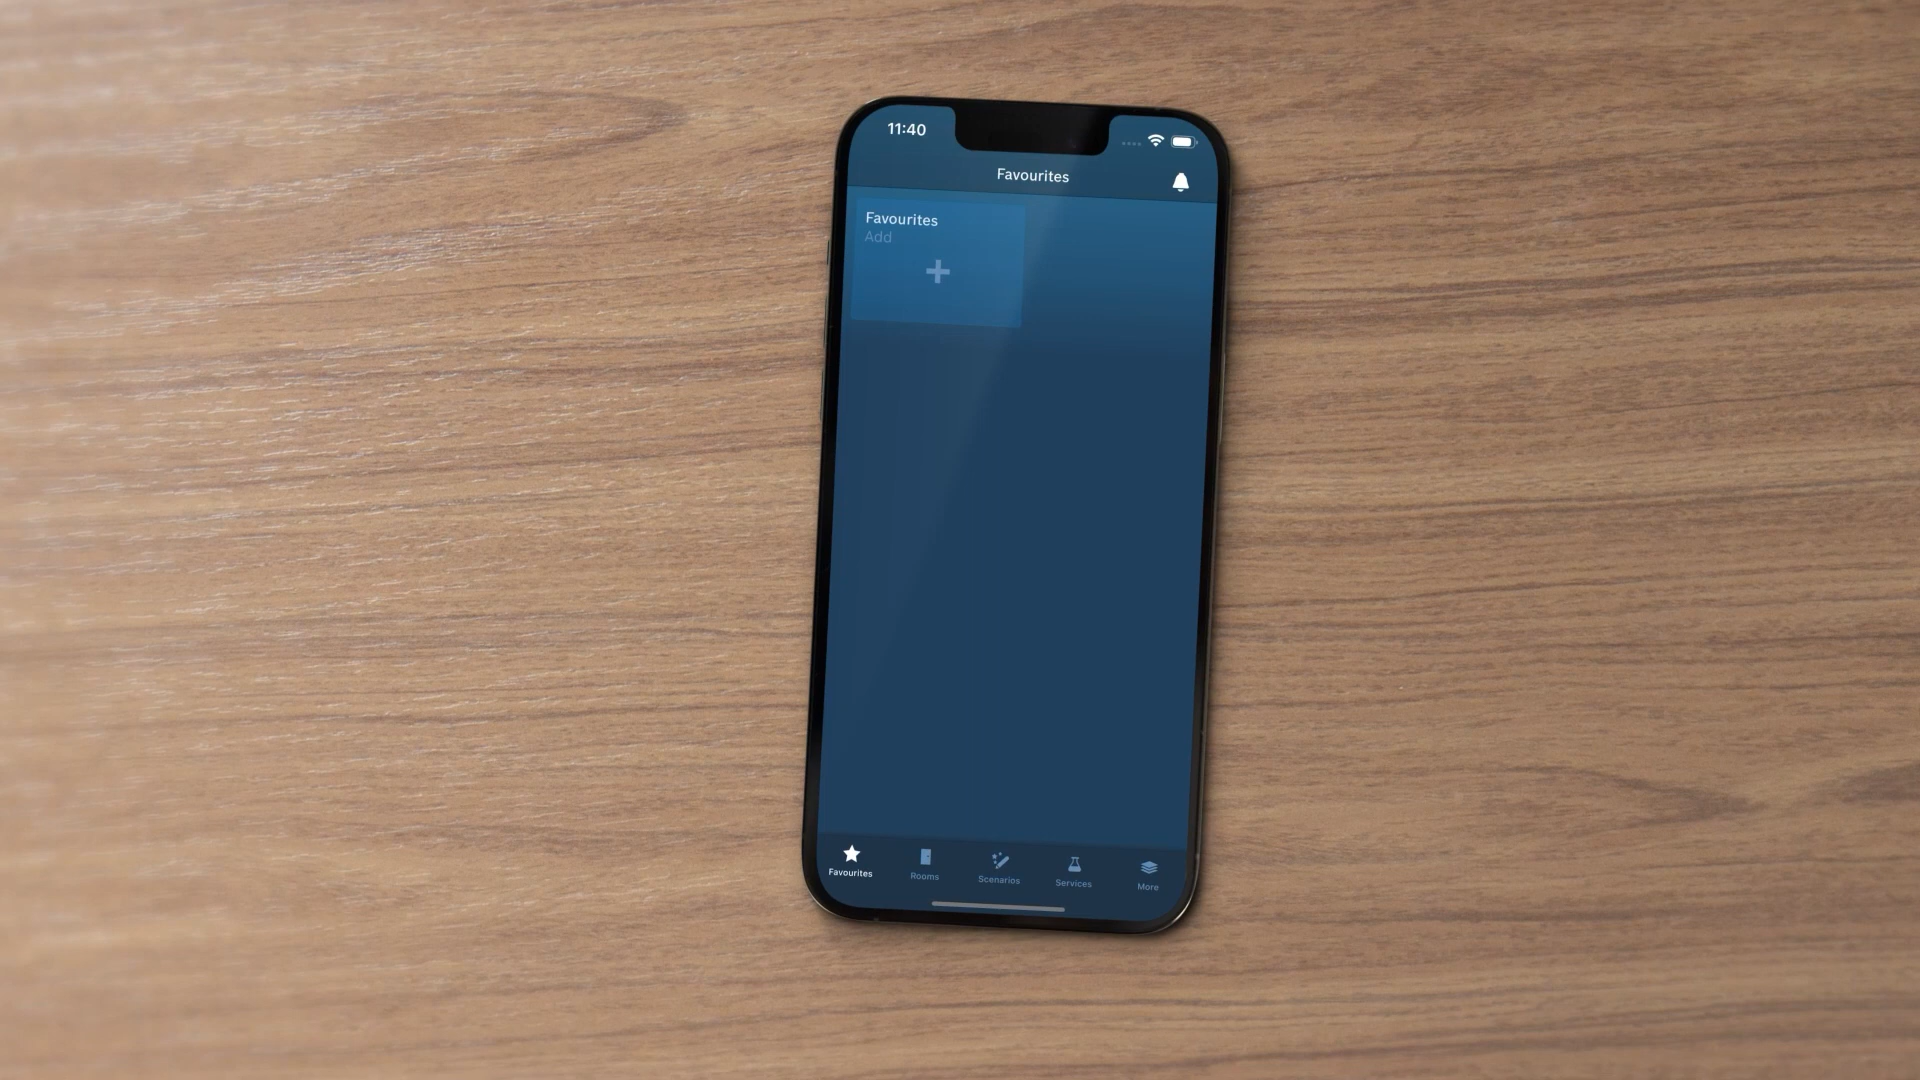 11:40
Favourites
Favourites
Add
Favourites
Rooms
Scenarios
Services
More